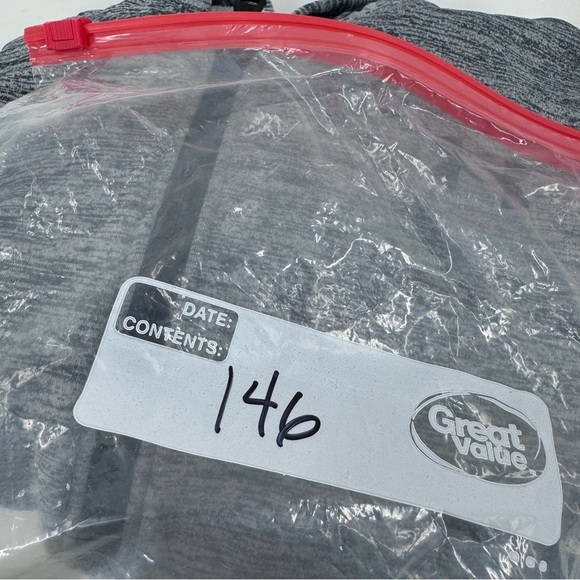 DATE:
CONTENTS:
146
Great
Value